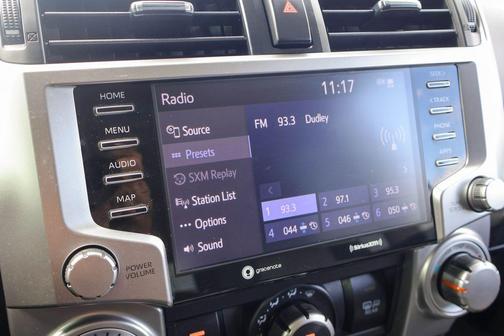 HOME
MENU
AUDIO
MAP
POWER
VOLUME
Radio
11:17
Source
Presets
SXM Replay
Station List
Options
Sound
FM 93.3 Dudley
1 93.3
2 97.1
3 95.3
4 044
5 046
6 050
SEEK>
<TRACK
PHONE
APPS
gracenote
SiriusXM
REAR